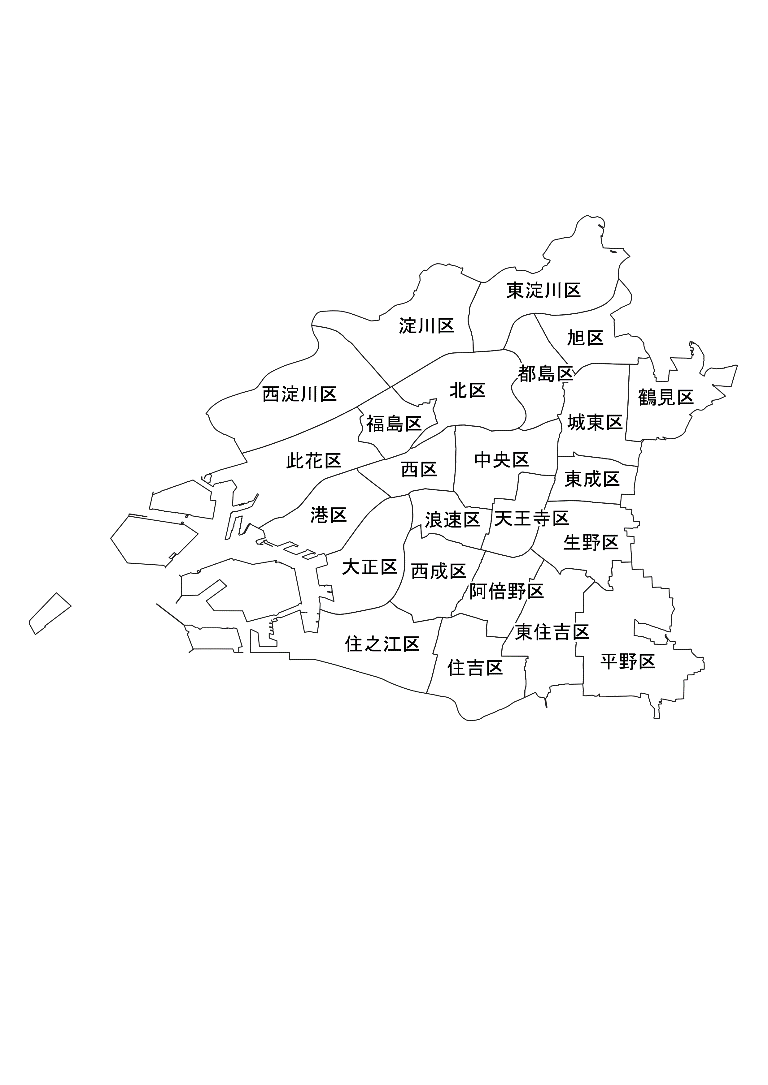 東淀川区
淀川区
旭区
都島区
西淀川区
北区
鶴見区
福島区
城東区
此花区
中央区
西区
東成区
港区
浪速区
天王寺区
生野区
大正区
西成区
阿倍野区
東住吉区
住之江区
平野区
住吉区